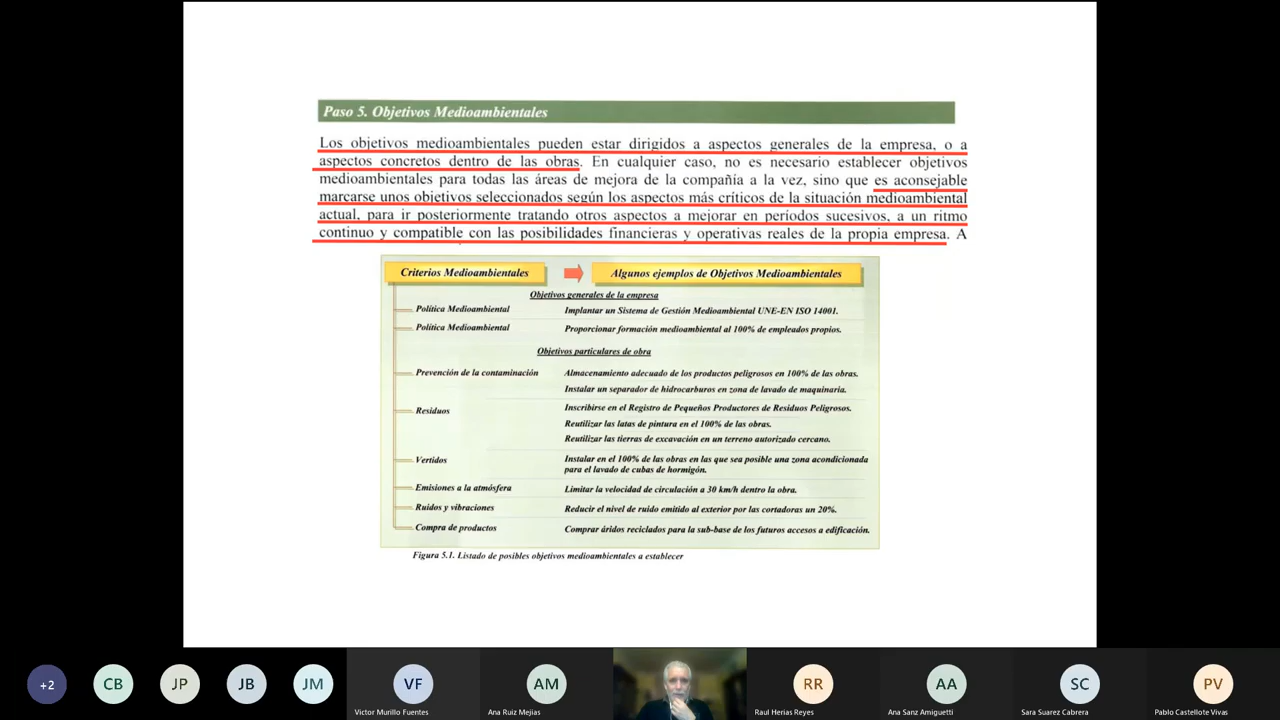 Paso 5. Objetivos Medioambientales
Los objetivos medioambientales pueden estar dirigidos a aspectos generales de la empresa, o a
aspectos concretos dentro de las obras. En cualquier caso, no es necesario establecer objetivos
medioambientales para todas las áreas de mejora de la compañía a la vez, sino que es aconsejable
marcarse unos objetivos seleccionados según los aspectos más críticos de la situación medioambiental
actual, para ir posteriormente tratando otros aspectos a mejorar en periodos sucesivos, a un ritmo
continuo y compatible con las posibilidades financieras y operativas reales de la propia empresa. A
Criterios Medioambientales
Algunos ejemplos de Objetivos Medioambientales
Objetivos generales de la empresa
Política Medioambiental
Implantar un Sistema de Gestión Medioambiental UNE-EN ISO 14001.
Política Medioambiental
Proporcionar formación medioambiental al 100% de empleados propios.
Objetivos particulares de obra
Prevención de la contaminación
Almacenamiento adecuado de los productos peligrosos en 100% de las obras.
Instalar un separador de hidrocarburos en zona de lavado de maquinaria.
Residuos
Inscribirse en el Registro de Pequeños Productores de Residuos Peligrosos.
Reutilizar las latas de pintura en el 100% de las obras.
Reutilizar las tierras de excavación en un terreno autorizado cercano.
Vertidos
Instalar en el 100% de las obras en las que sea posible una zona acondicionada
para el lavado de cubas de hormigón.
Emisiones a la atmósfera
Limitar la velocidad de circulación a 30 km/h dentro la obra.
Ruidos y vibraciones
Reducir el nivel de ruido emitido al exterior por las cortadoras un 20%.
Compra de productos
Comprar áridos reciclados para la sub-base de los futuros accesos a edificación.
Figura 5.1. Listado de posibles objetivos medioambientales a establecer
+2
CB
JP
JB
JM
VF
AM
RR
AA
SC
PV
Victor Murillo Fuentes
Ana Ruiz Mejias
Raul Herias Reyes
Ana Sanz Amiguetti
Sara Suarez Cabrera
Pablo Castellote Vivas